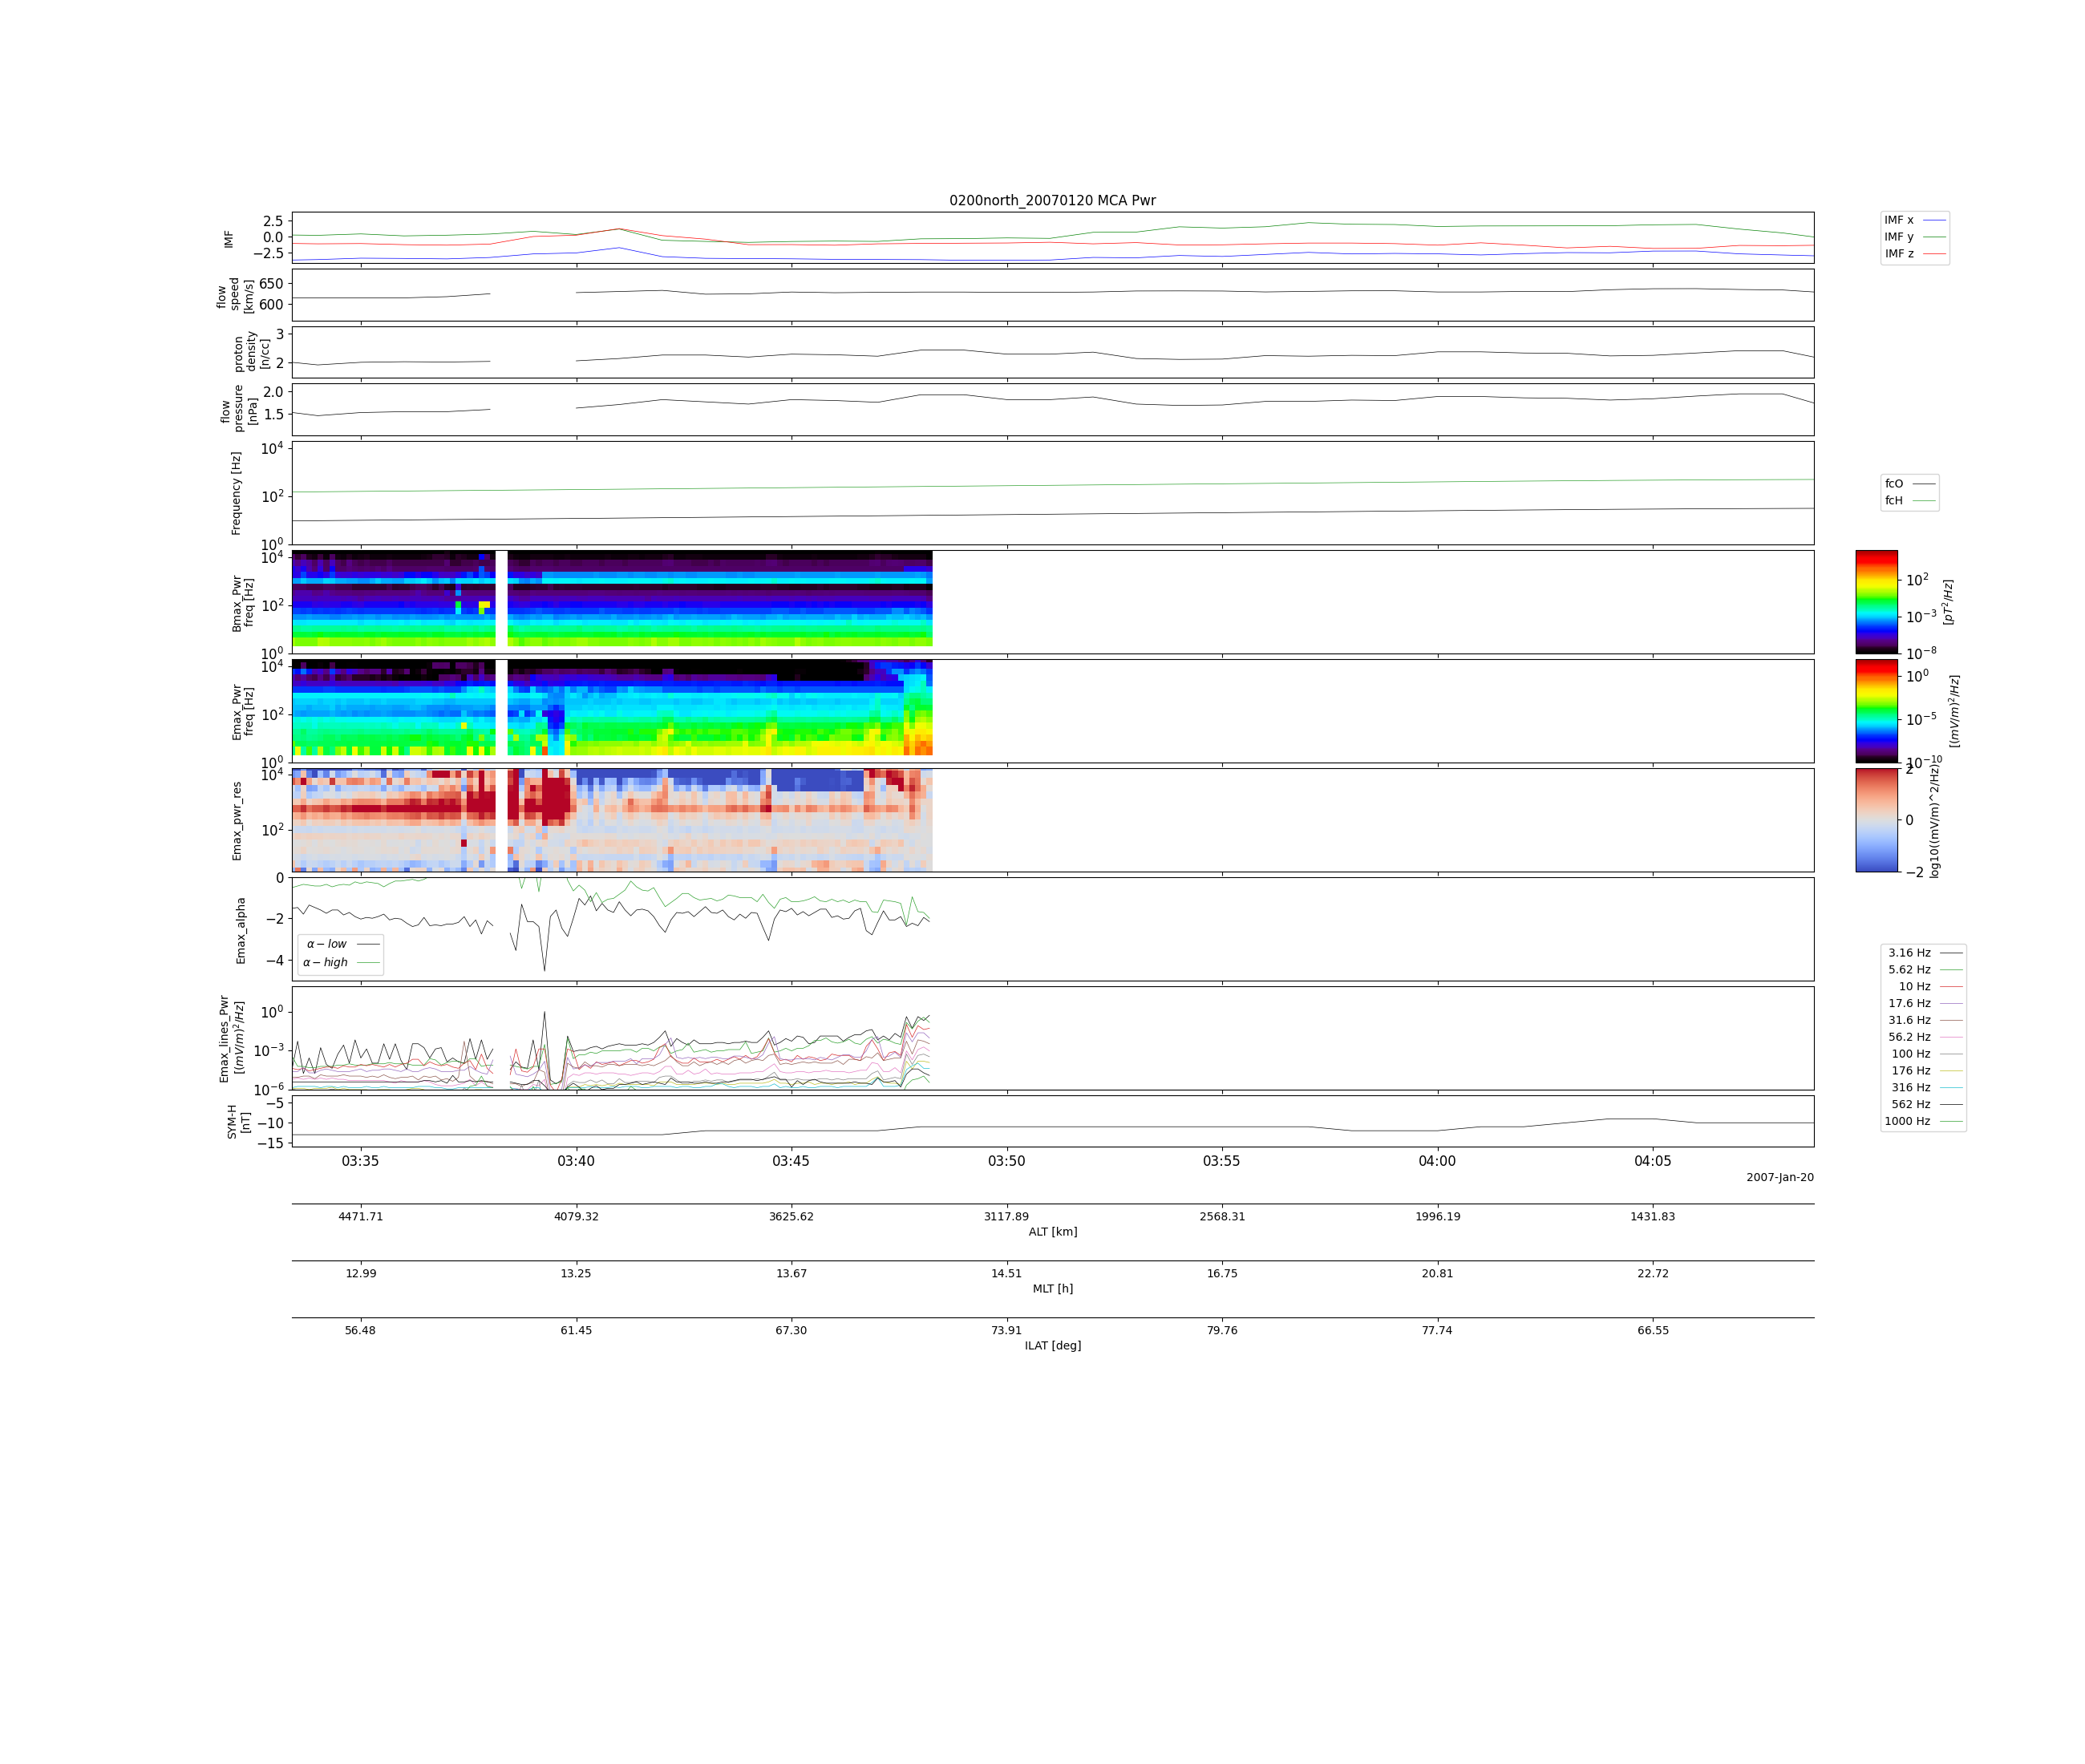 0200north_20070120 MCA Pwr
IMF
2.5
0.0
−2.5
IMF x
IMF y
IMF z
flow
speed
[km/s]
650
600
proton
density
[n/cc]
3
2
flow
pressure
[nPa]
2.0
1.5
Frequency [Hz]
10^4
10^2
10^0
fcO
fcH
Bmax_Pwr
freq [Hz]
10^4
10^2
10^0
10^2
10^−3
10^−8
[pT^2/Hz]
Emax_Pwr
freq [Hz]
10^4
10^2
10^0
10^0
10^−5
10^−10
[(mV/m)^2/Hz]
Emax_pwr_res
10^4
10^2
2
0
−2
log10((mV/m)^2/Hz)
Emax_alpha
0
−2
−4
α − low
α − high
Emax_lines_Pwr
[(mV/m)^2/Hz]
10^0
10^−3
10^−6
3.16 Hz
5.62 Hz
10 Hz
17.6 Hz
31.6 Hz
56.2 Hz
100 Hz
176 Hz
316 Hz
562 Hz
1000 Hz
SYM-H
[nT]
−5
−10
−15
03:35 03:40 03:45 03:50 03:55 04:00 04:05
2007-Jan-20
4471.71 4079.32 3625.62 3117.89 2568.31 1996.19 1431.83
ALT [km]
12.99 13.25 13.67 14.51 16.75 20.81 22.72
MLT [h]
56.48 61.45 67.30 73.91 79.76 77.74 66.55
ILAT [deg]